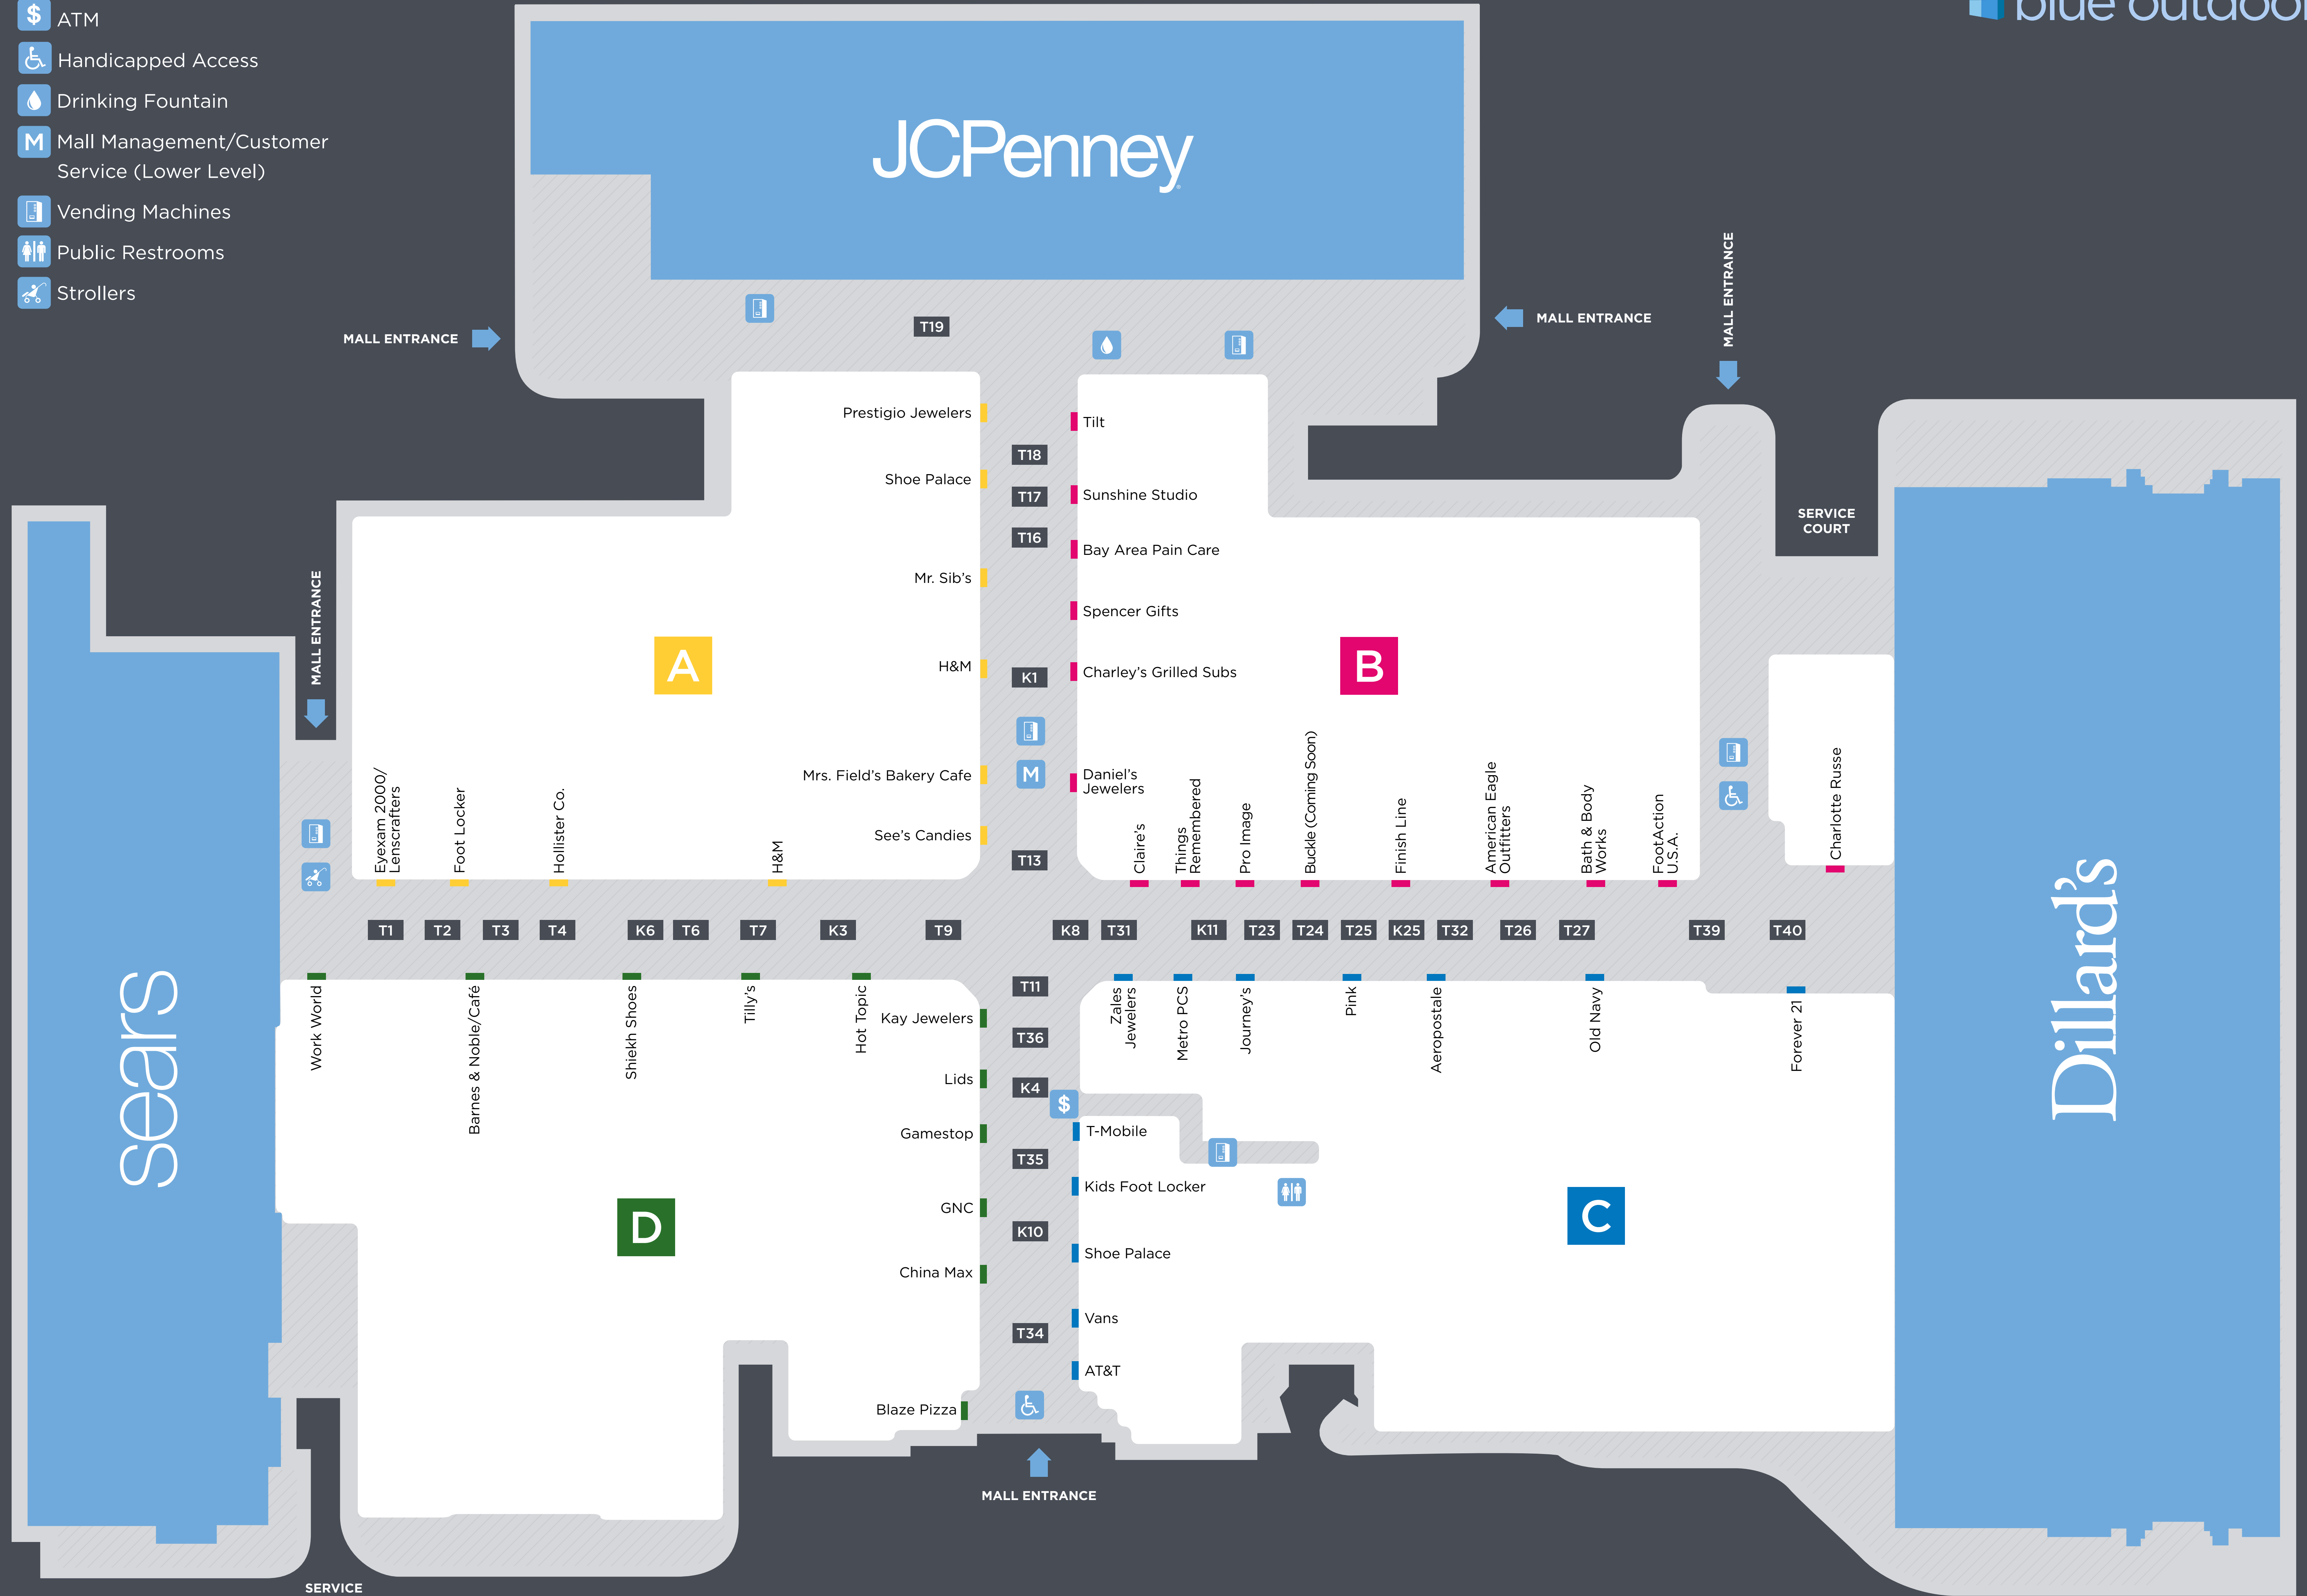 $ ATM
blue outdoor
Handicapped Access
Drinking Fountain
M Mall Management/Customer
Service (Lower Level)
Vending Machines
Public Restrooms
Strollers
JCPenney
MALL ENTRANCE
T19
MALL ENTRANCE
MALL ENTRANCE
Prestigio Jewelers
Tilt
T18
Shoe Palace
T17
Sunshine Studio
SERVICE
COURT
T16
Bay Area Pain Care
Mr. Sib's
Spencer Gifts
MALL ENTRANCE
A
H&M
K1
Charley's Grilled Subs
B
Mrs. Field's Bakery Cafe
M
Daniel's
Jewelers
See's Candies
T13
Eyexam 2000/
Lenscrafters
Foot Locker
Hollister Co.
H&M
Claire's
Things
Remembered
Pro Image
Buckle (Coming Soon)
Finish Line
American Eagle
Outfitters
Bath & Body
Works
FootAction
U.S.A.
Charlotte Russe
T1
T2
T3
T4
K6
T6
T7
K3
T9
K8
T31
K11
T23
T24
T25
K25
T32
T26
T27
T39
T40
sears
Dillard's
Work World
Barnes & Noble/Café
Shiekh Shoes
Tilly's
Hot Topic
T11
Zales
Jewelers
Metro PCS
Journey's
Pink
Aeropostale
Old Navy
Forever 21
Kay Jewelers
T36
Lids
K4
$
Gamestop
T-Mobile
T35
Kids Foot Locker
GNC
D
K10
C
Shoe Palace
China Max
Vans
T34
AT&T
Blaze Pizza
MALL ENTRANCE
SERVICE